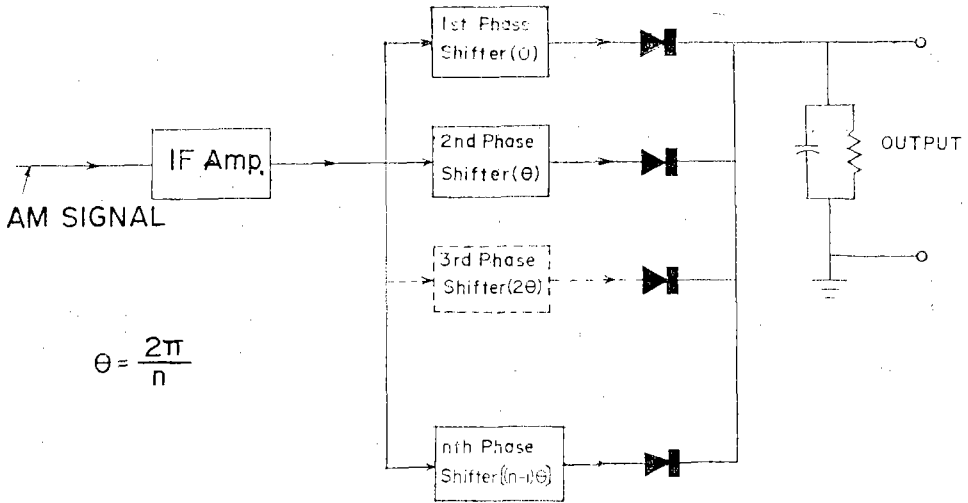 1st Phase
Shifter(0)
2nd Phase
Shifter(θ)
IF Amp.
OUTPUT
AM SIGNAL
3rd Phase
Shifter(2θ)
θ = 2π/n
nth Phase
Shifter((n-1)θ)